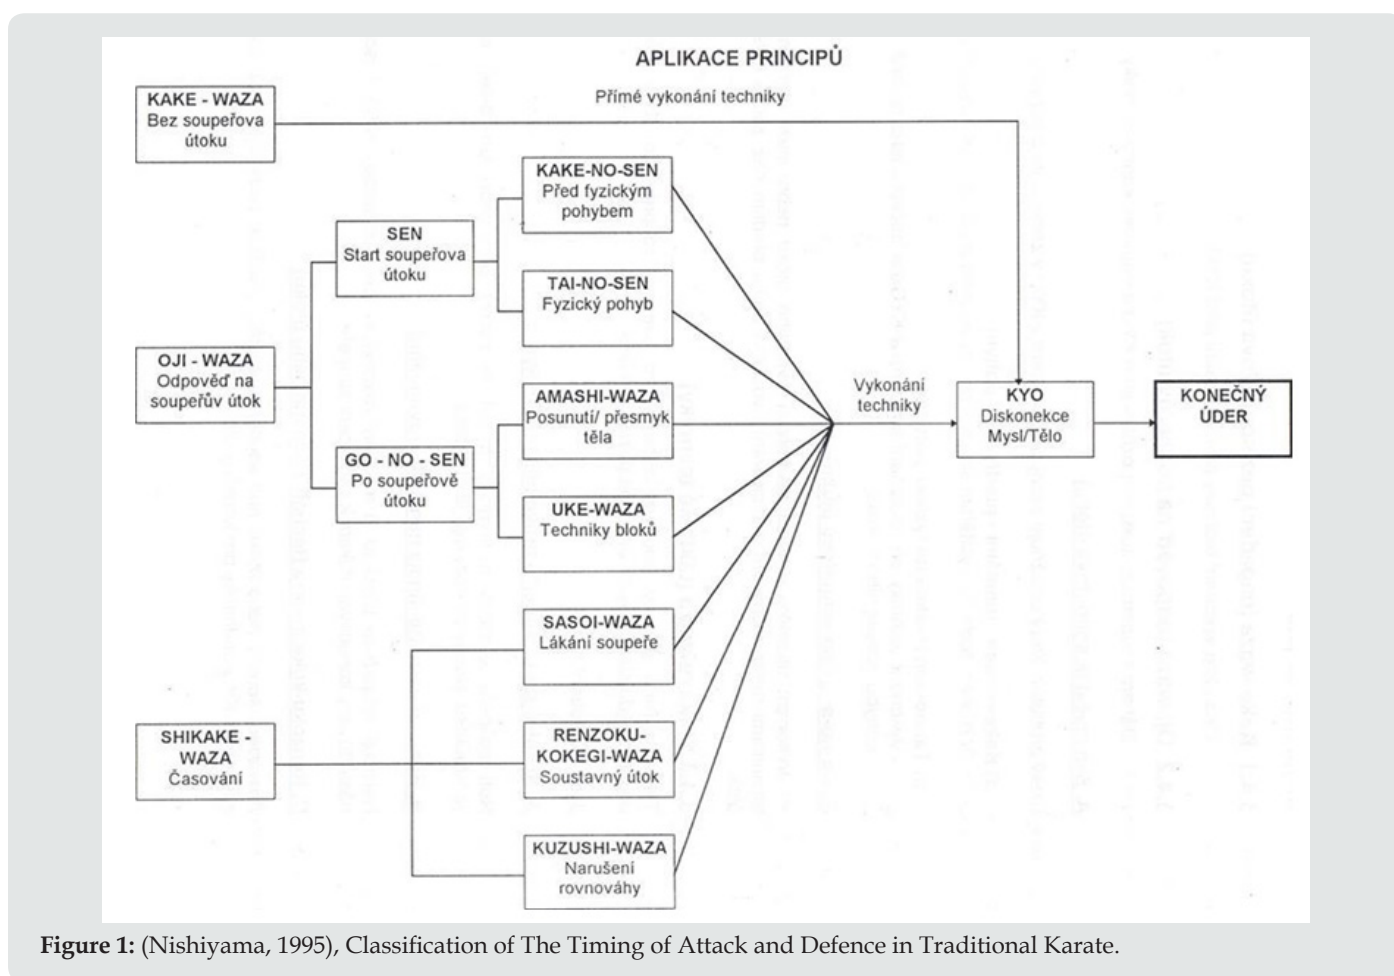 APLIKACE PRINCIPŮ
KAKE - WAZA
Bez soupeřova
útoku
Přímé vykonání techniky
KAKE-NO-SEN
Před fyzickým
pohybem
SEN
Start soupeřova
útoku
TAI-NO-SEN
Fyzický pohyb
OJI - WAZA
Odpověď na
soupeřův útok
AMASHI-WAZA
Posunutí/ přesmyk
těla
Vykonání
techniky
KYO
Diskonekce
Mysl/Tělo
KONEČNÝ
ÚDER
GO - NO - SEN
Po soupeřově
útoku
UKE-WAZA
Techniky bloků
SASOI-WAZA
Lákání soupeře
SHIKAKE -
WAZA
Časování
RENZOKU-
KOKEGI-WAZA
Soustavný útok
KUZUSHI-WAZA
Narušení
rovnováhy
Figure 1: (Nishiyama, 1995), Classification of The Timing of Attack and Defence in Traditional Karate.